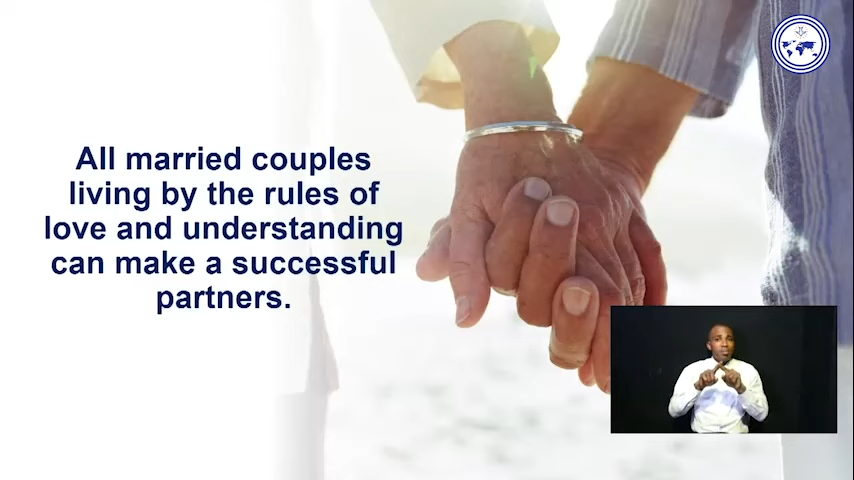 All married couples
living by the rules of
love and understanding
can make a successful
partners.